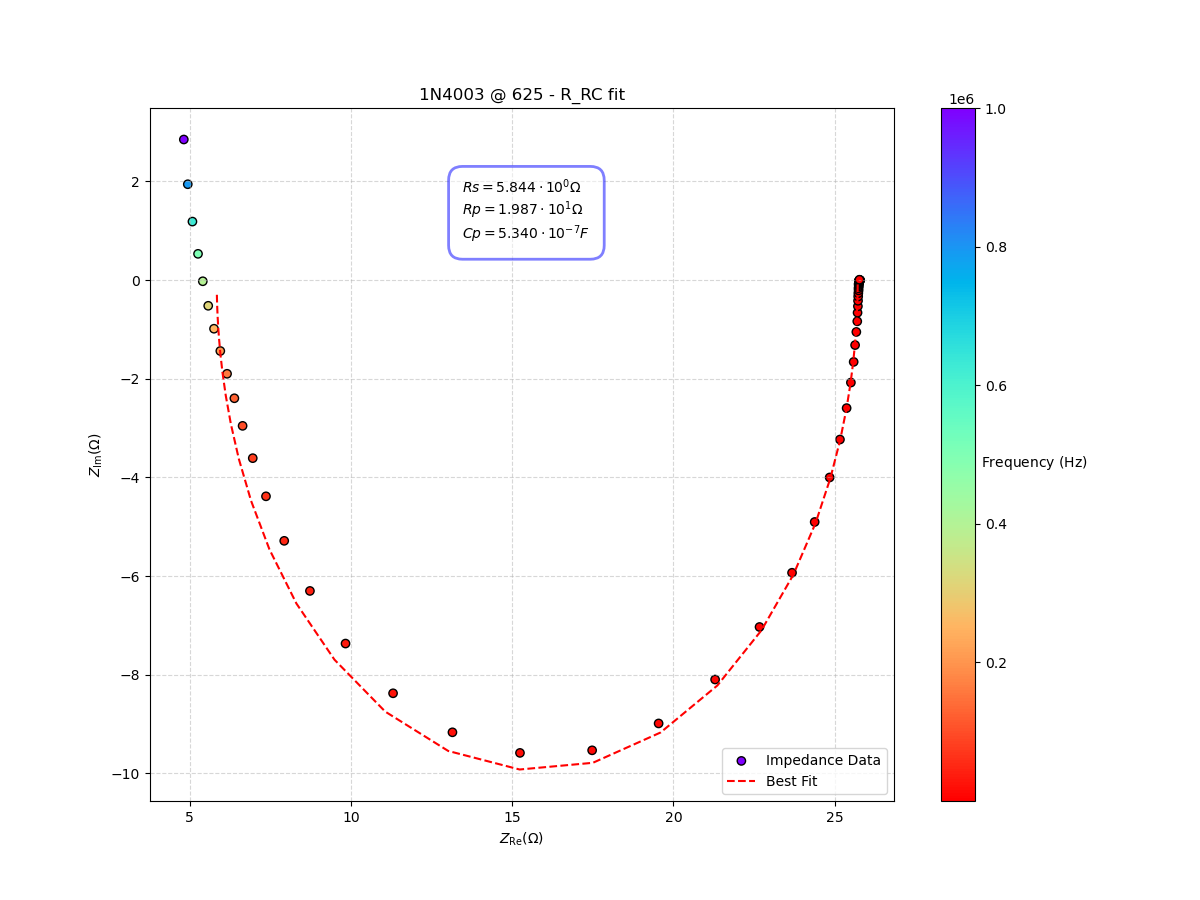 1N4003 @ 625 - R_RC fit
1e6
1.0
0.8
0.6
0.4
0.2
Frequency (Hz)
Rs = 5.844 · 10⁰Ω
Rp = 1.987 · 10¹Ω
Cp = 5.340 · 10⁻⁷F
2
0
−2
−4
−6
−8
−10
Z_Im(Ω)
Impedance Data
Best Fit
5 10 15 20 25
Z_Re(Ω)